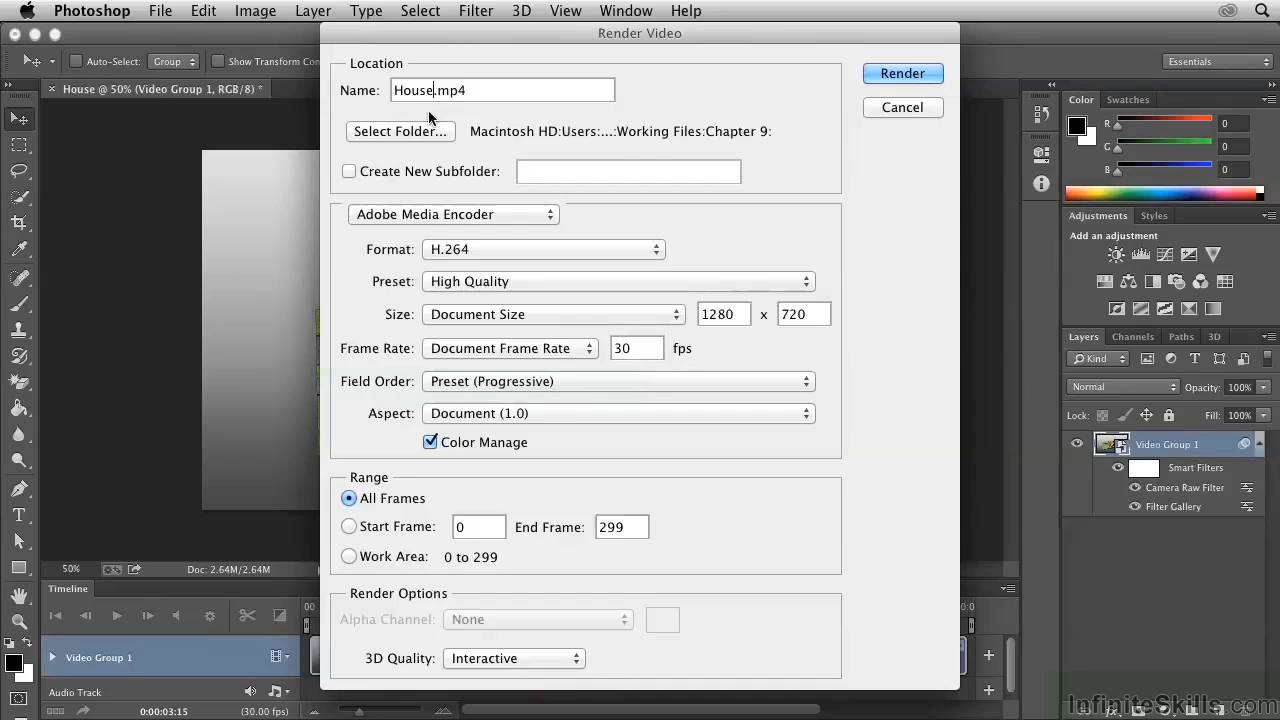 Photoshop File Edit Image Layer Type Select Filter 3D View Window Help
Render Video
Auto-Select: Group Show Transform Con
Essentials
House @ 50% (Video Group 1, RGB/8) *
Location
Name: House.mp4
Render
Select Folder... Macintosh HD:Users:...:Working Files:Chapter 9:
Cancel
Create New Subfolder:
Adobe Media Encoder
Format: H.264
Preset: High Quality
Size: Document Size 1280 x 720
Frame Rate: Document Frame Rate 30 fps
Field Order: Preset (Progressive)
Aspect: Document (1.0)
Color Manage
Range
All Frames
Start Frame: 0 End Frame: 299
Work Area: 0 to 299
Render Options
Alpha Channel: None
3D Quality: Interactive
Color Swatches
R 0
G 0
B 0
Adjustments Styles
Add an adjustment
Layers Channels Paths 3D
Kind
Normal Opacity: 100%
Lock: Fill: 100%
Video Group 1
Smart Filters
Camera Raw Filter
Filter Gallery
50% Doc: 2.64M/2.64M
Timeline
00
Video Group 1
Audio Track
0:00:03:15 (30.00 fps)
InfiniteSkills.com